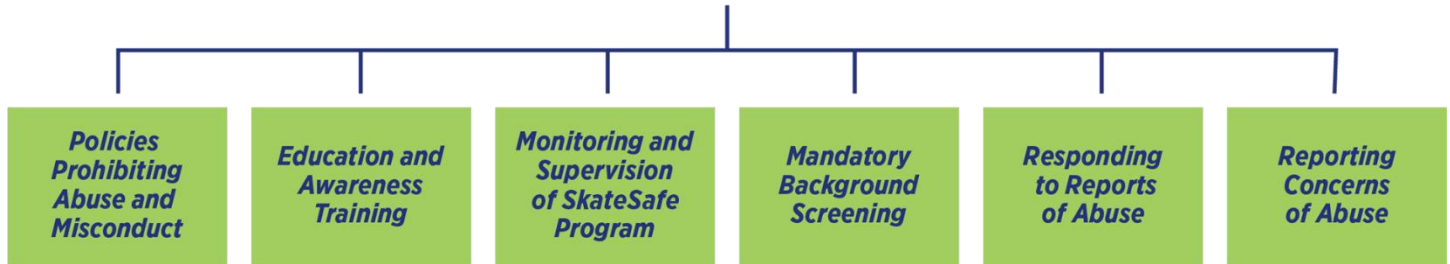 Policies
Prohibiting
Abuse and
Misconduct
Education and
Awareness
Training
Monitoring and
Supervision
of SkateSafe
Program
Mandatory
Background
Screening
Responding
to Reports
of Abuse
Reporting
Concerns
of Abuse